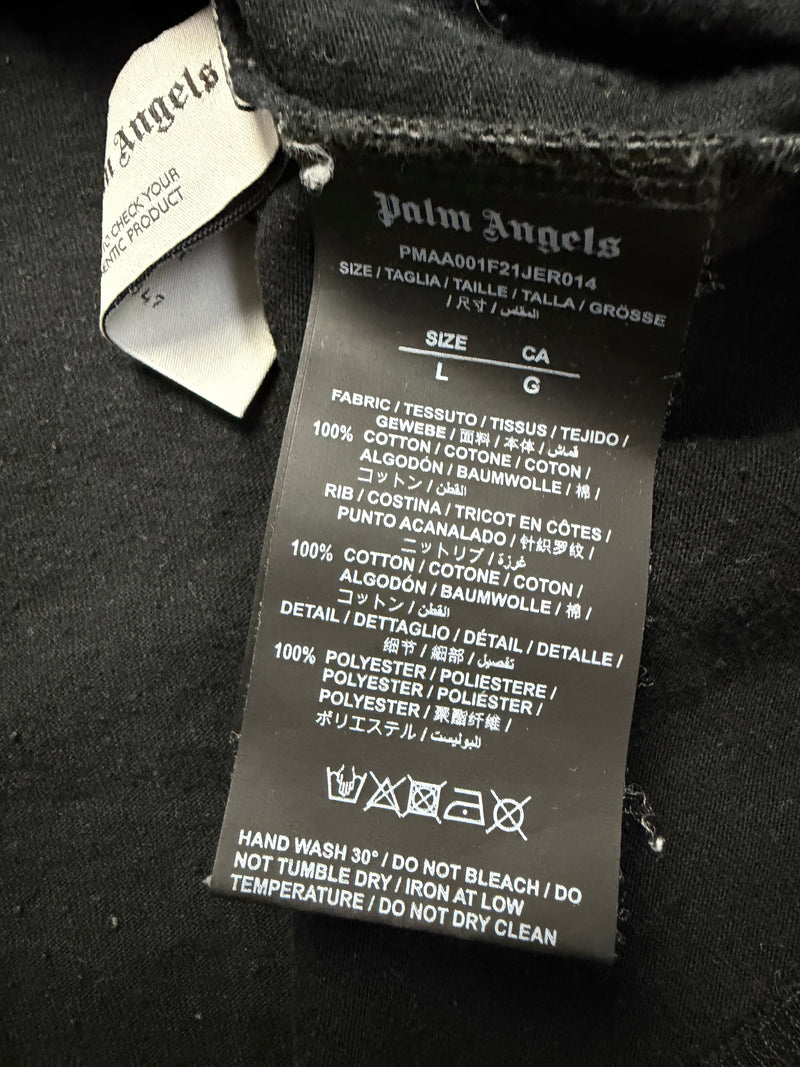 Angels
CHECK YOUR
PRODUCT
Palm Angels
PMAA001F21JER014
SIZE / TAGLIA / TAILLE / TALLA / GRÖSSE
/ 尺寸 / المقاس
SIZE CA
L G
FABRIC / TESSUTO / TISSUS / TEJIDO /
GEWEBE / 面料 / 本体 / قماش
100% COTTON / COTONE / COTON /
ALGODÓN / BAUMWOLLE / 棉 /
コットン / القطن
RIB / COSTINA / TRICOT EN CÔTES /
PUNTO ACANALADO / 针织罗纹 /
ニットリブ / غرزة
100% COTTON / COTONE / COTON /
ALGODÓN / BAUMWOLLE / 棉 /
コットン / القطن
DETAIL / DETTAGLIO / DÉTAIL / DETALLE /
细节 / 細部 / تفصيل
100% POLYESTER / POLIESTERE /
POLYESTER / POLIÉSTER /
POLYESTER / 聚酯纤维 /
ポリエステル / للبوليست
HAND WASH 30° / DO NOT BLEACH / DO
NOT TUMBLE DRY / IRON AT LOW
TEMPERATURE / DO NOT DRY CLEAN